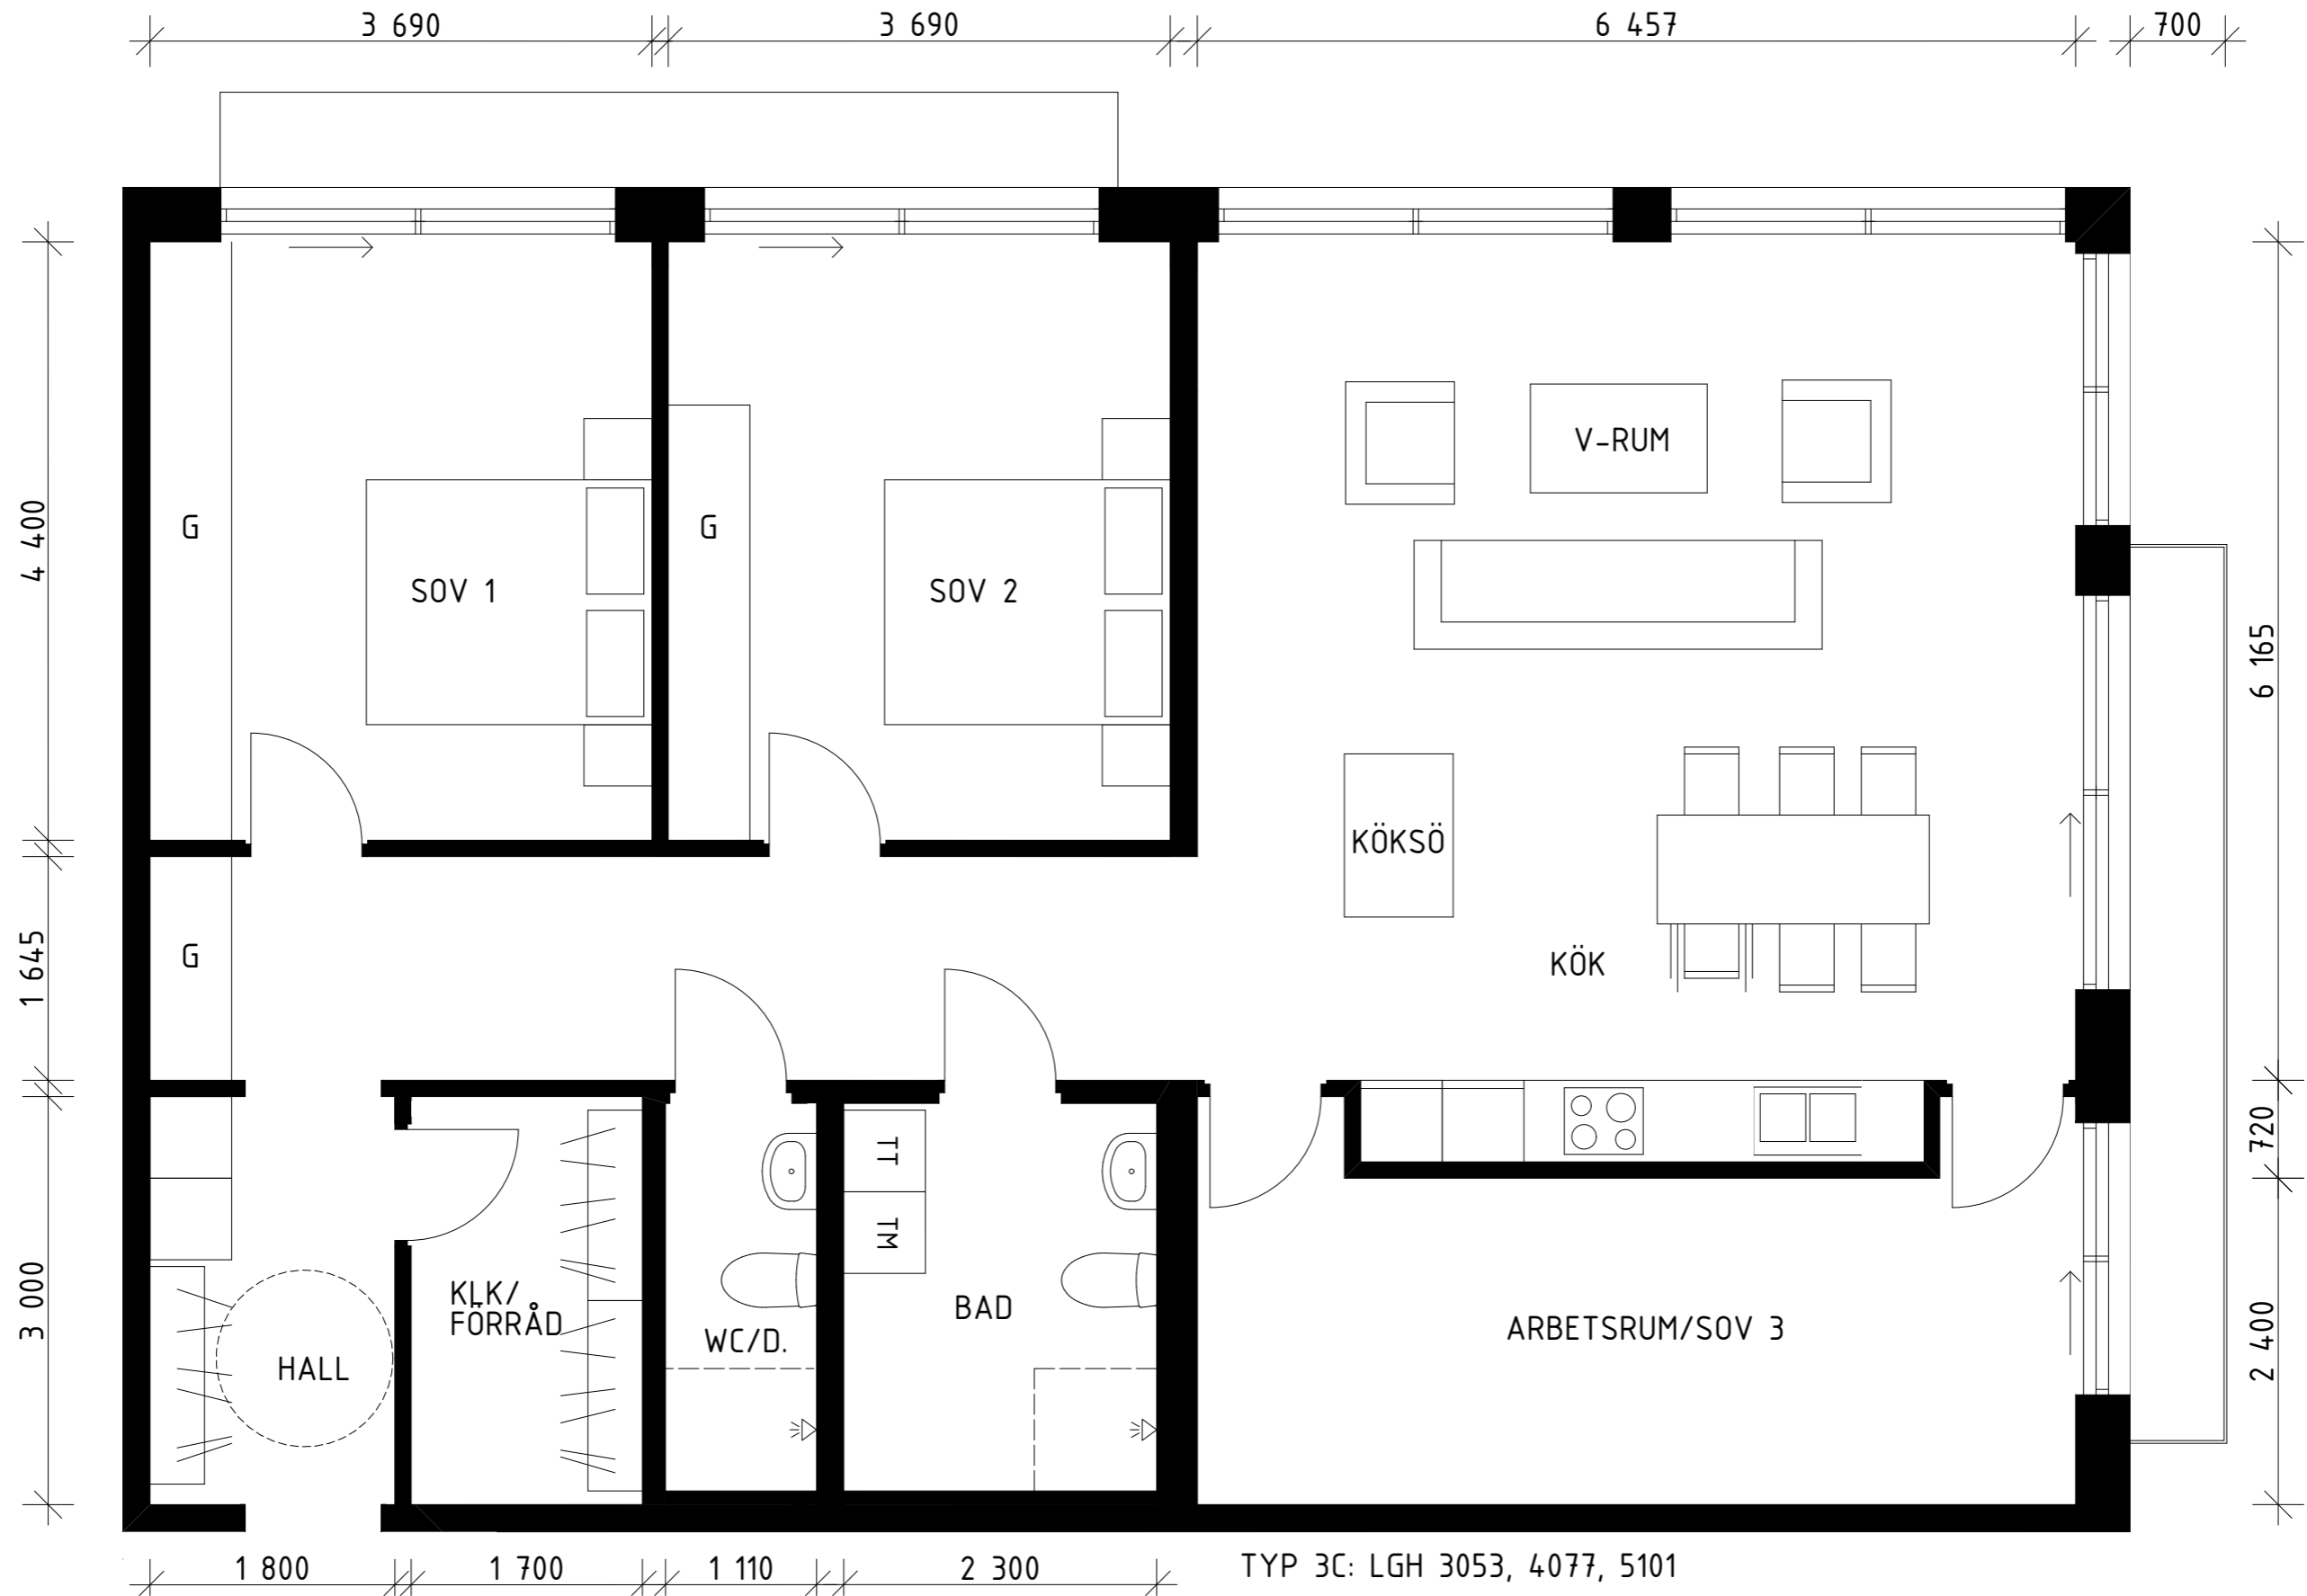 3 690
3 690
6 457
700
4 400
1 645
3 000
6 165
720
2 400
G
SOV 1
G
SOV 2
V-RUM
KÖKSÖ
KÖK
G
HALL
KLK/
FÖRRÅD
WC/D.
TT
TM
BAD
ARBETSRUM/SOV 3
1 800
1 700
1 110
2 300
TYP 3C: LGH 3053, 4077, 5101